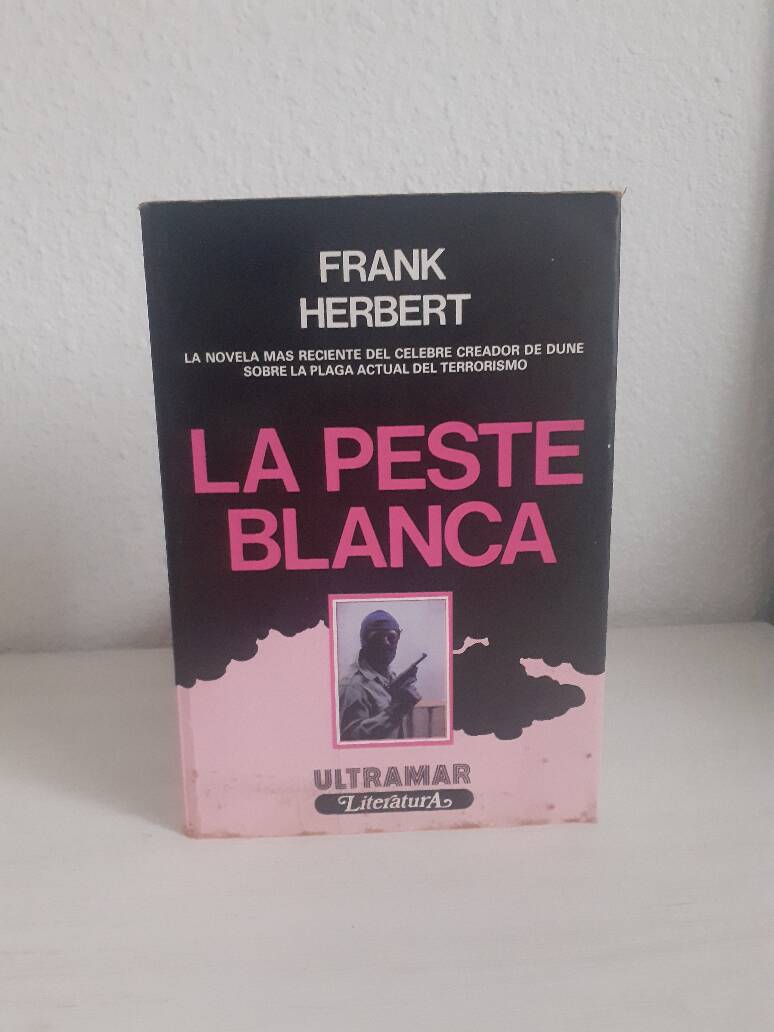 FRANK
HERBERT
LA NOVELA MAS RECIENTE DEL CELEBRE CREADOR DE DUNE
SOBRE LA PLAGA ACTUAL DEL TERRORISMO
LA PESTE
BLANCA
ULTRAMAR
LiteraturA